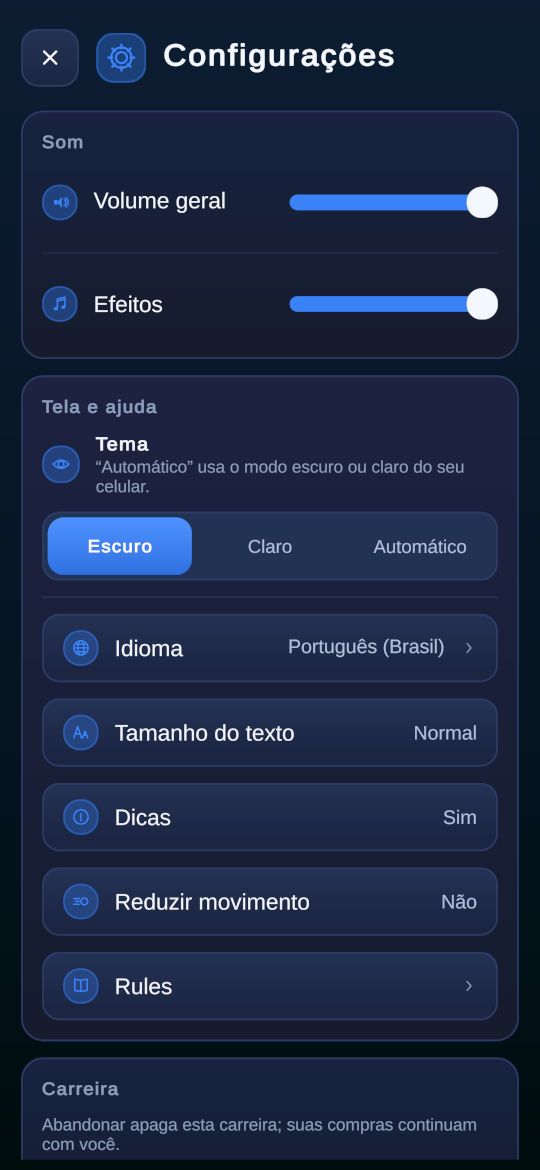 Configurações
Som
Volume geral
Efeitos
Tela e ajuda
Tema
“Automático” usa o modo escuro ou claro do seu
celular.
Escuro
Claro
Automático
Idioma
Português (Brasil)
Tamanho do texto
Normal
Dicas
Sim
Reduzir movimento
Não
Rules
Carreira
Abandonar apaga esta carreira; suas compras continuam
com você.